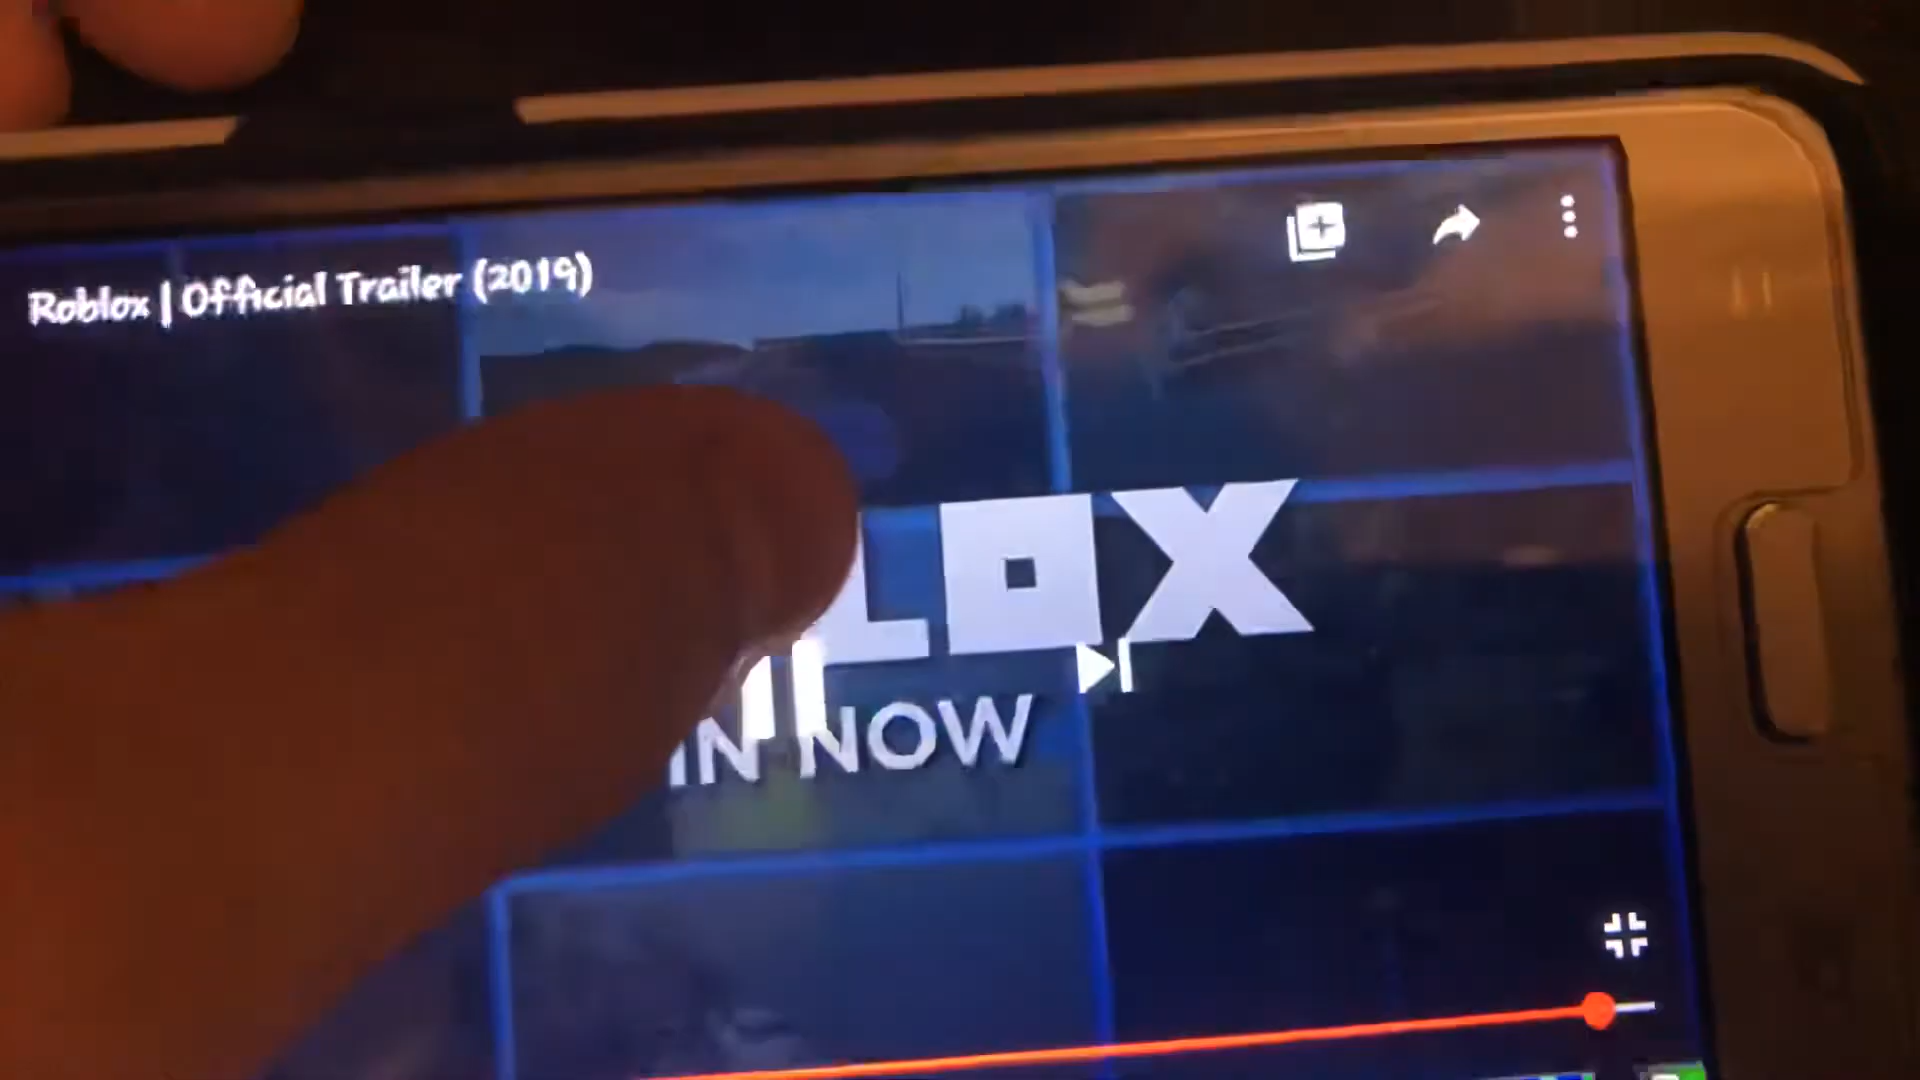 Roblox | Official Trailer (2019)
LOX
IN NOW